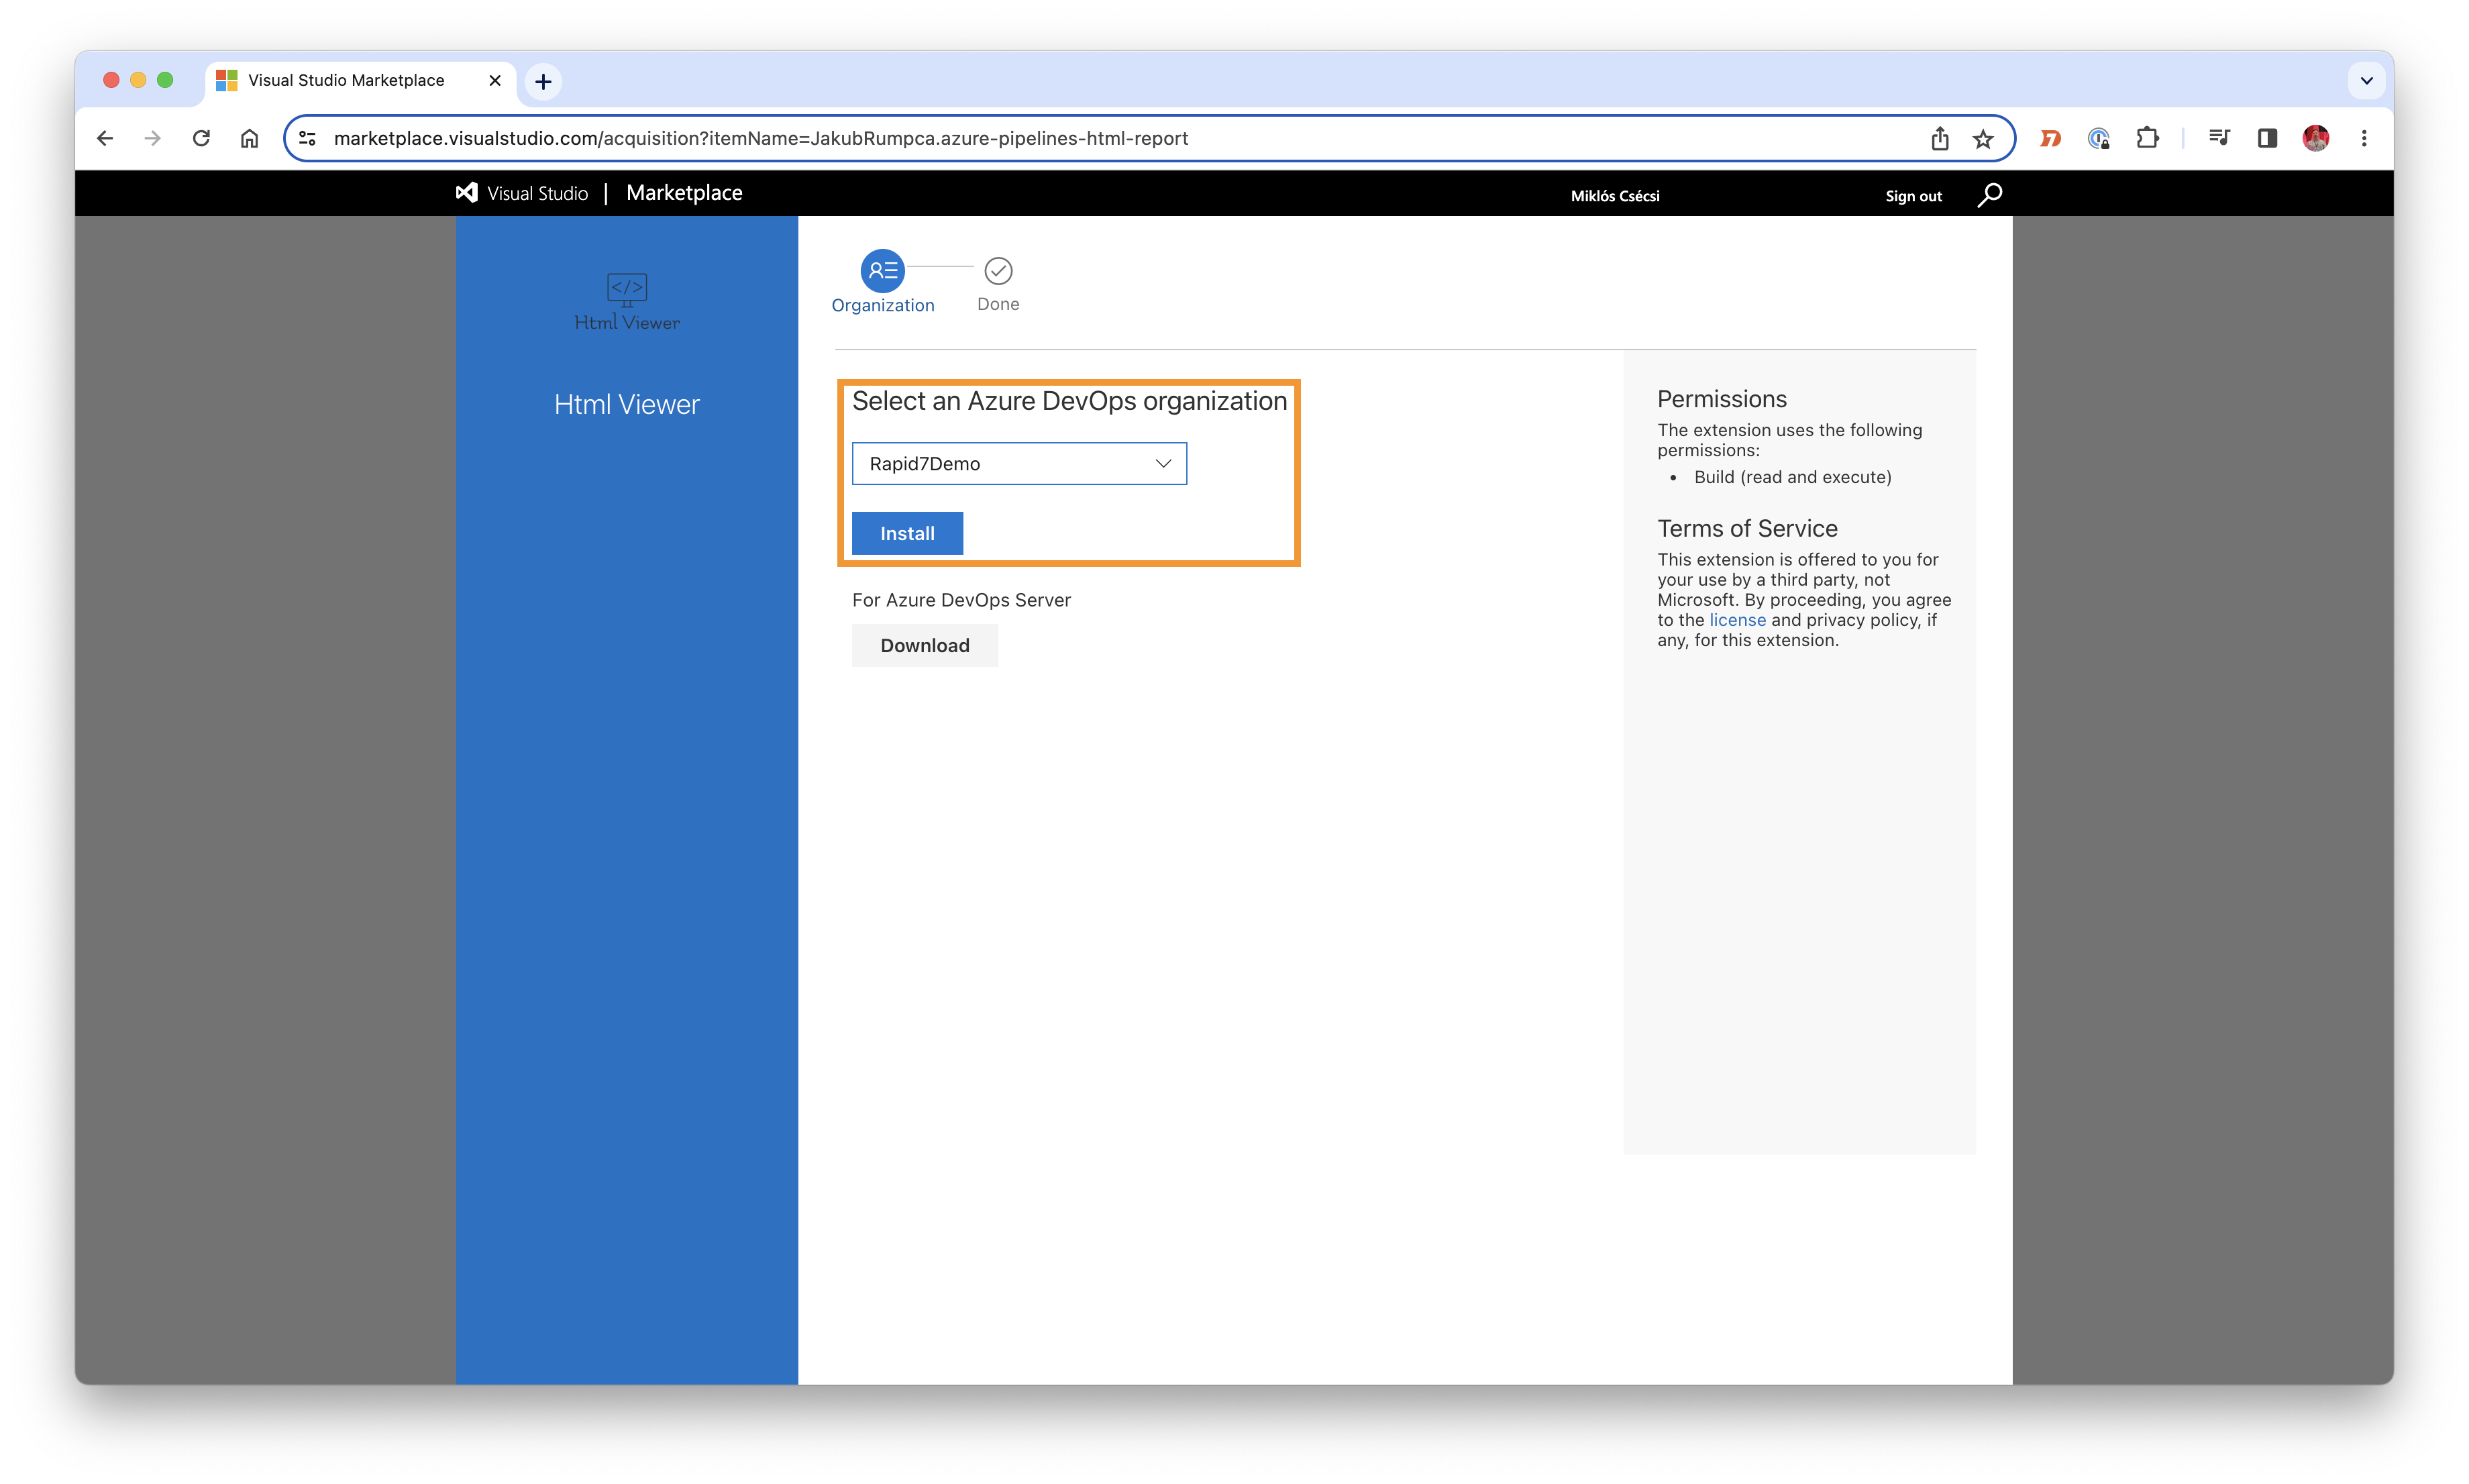 Visual Studio Marketplace
marketplace.visualstudio.com/acquisition?itemName=JakubRumpca.azure-pipelines-html-report
Visual Studio | Marketplace
Miklós Csécsi
Sign out
</>
Html Viewer
Html Viewer
Organization
Done
Select an Azure DevOps organization
Rapid7Demo
Install
For Azure DevOps Server
Download
Permissions
The extension uses the following
permissions:
• Build (read and execute)
Terms of Service
This extension is offered to you for
your use by a third party, not
Microsoft. By proceeding, you agree
to the license and privacy policy, if
any, for this extension.